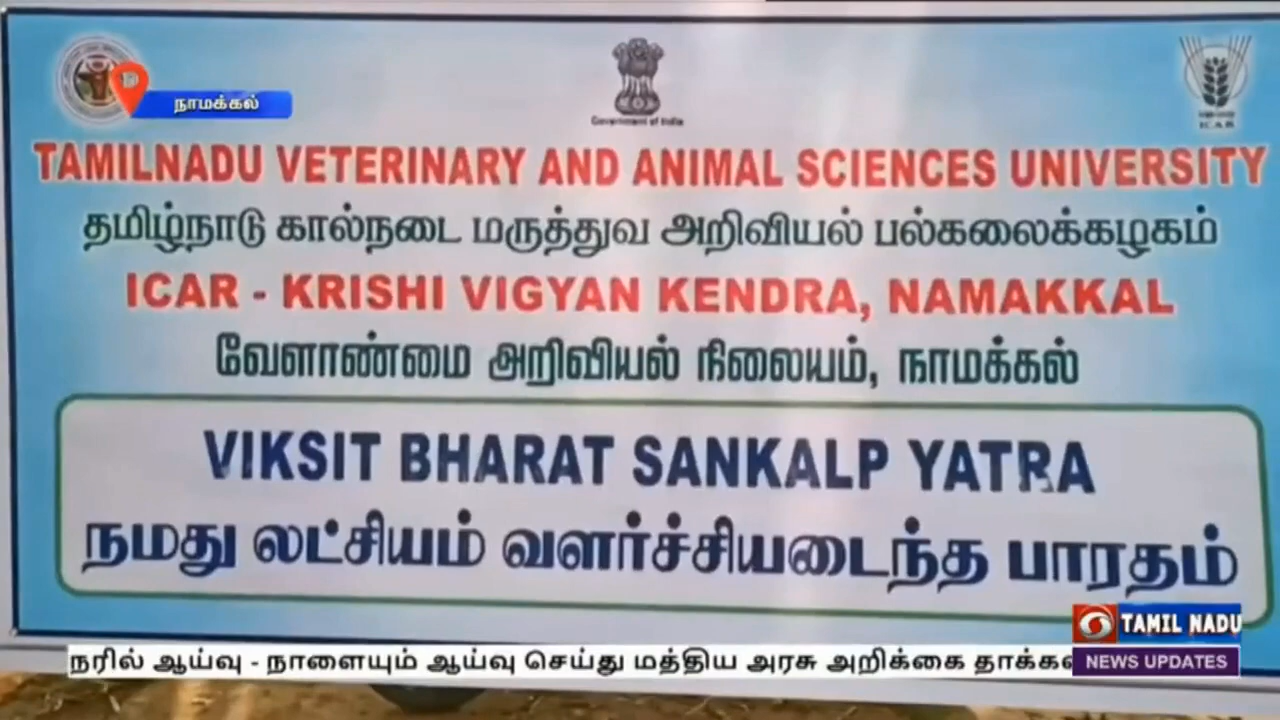 நாமக்கல்
Government of India
ICAR
TAMILNADU VETERINARY AND ANIMAL SCIENCES UNIVERSITY
தமிழ்நாடு கால்நடை மருத்துவ அறிவியல் பல்கலைக்கழகம்
ICAR - KRISHI VIGYAN KENDRA, NAMAKKAL
வேளாண்மை அறிவியல் நிலையம், நாமக்கல்
VIKSIT BHARAT SANKALP YATRA
நமது லட்சியம் வளர்ச்சியடைந்த பாரதம்
TAMIL NADU
நரில் ஆய்வு - நாளையும் ஆய்வு செய்து மத்திய அரசு அறிக்கை தாக்கல்
NEWS UPDATES